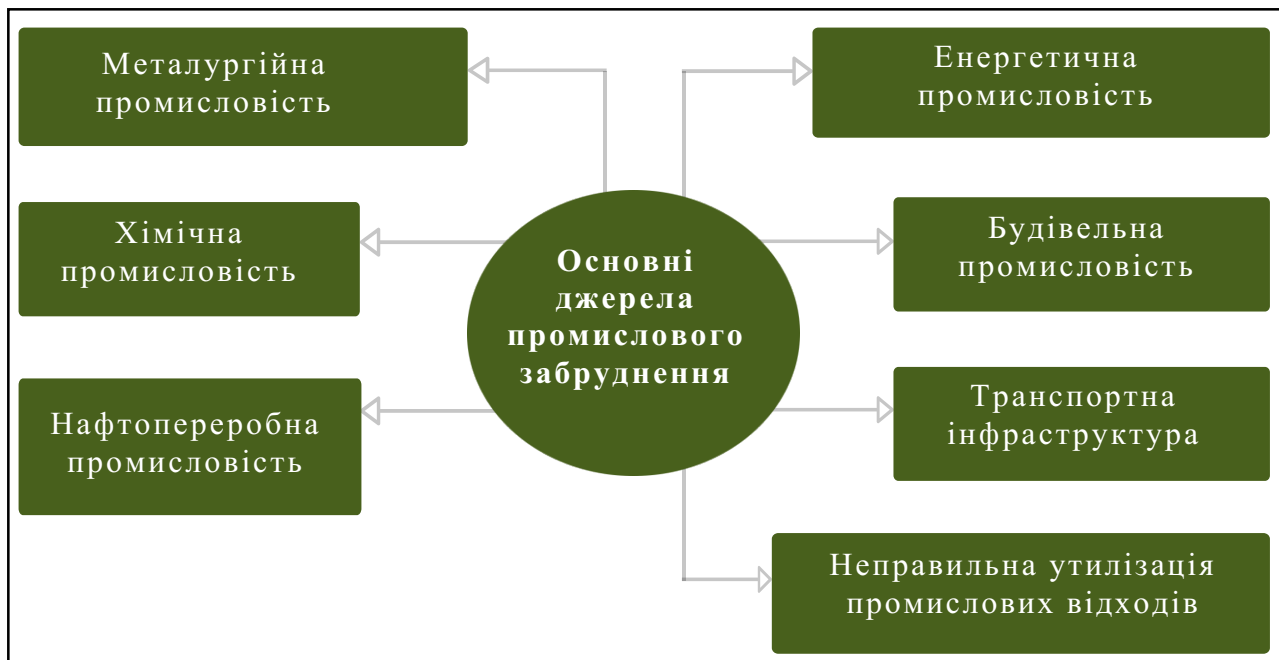 Металургійна
промисловість
Енергетична
промисловість
Хімічна
промисловість
Основні
джерела
промислового
забруднення
Будівельна
промисловість
Нафтопереробна
промисловість
Транспортна
інфраструктура
Неправильна утилізація
промислових відходів